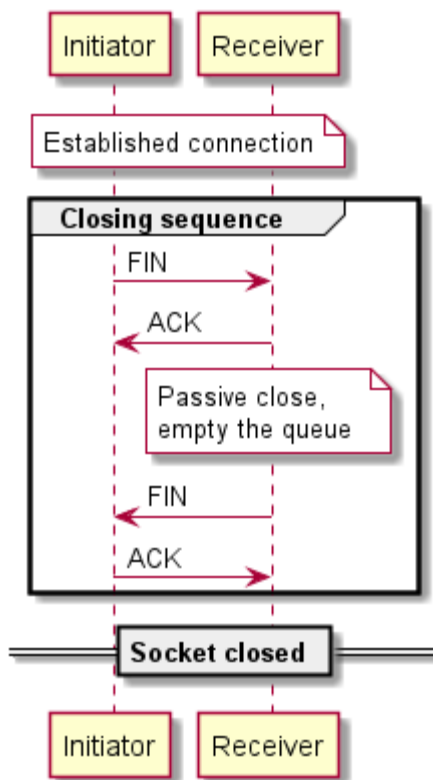 Initiator Receiver
Established connection
Closing sequence
FIN
ACK
Passive close,
empty the queue
FIN
ACK
Socket closed
Initiator Receiver